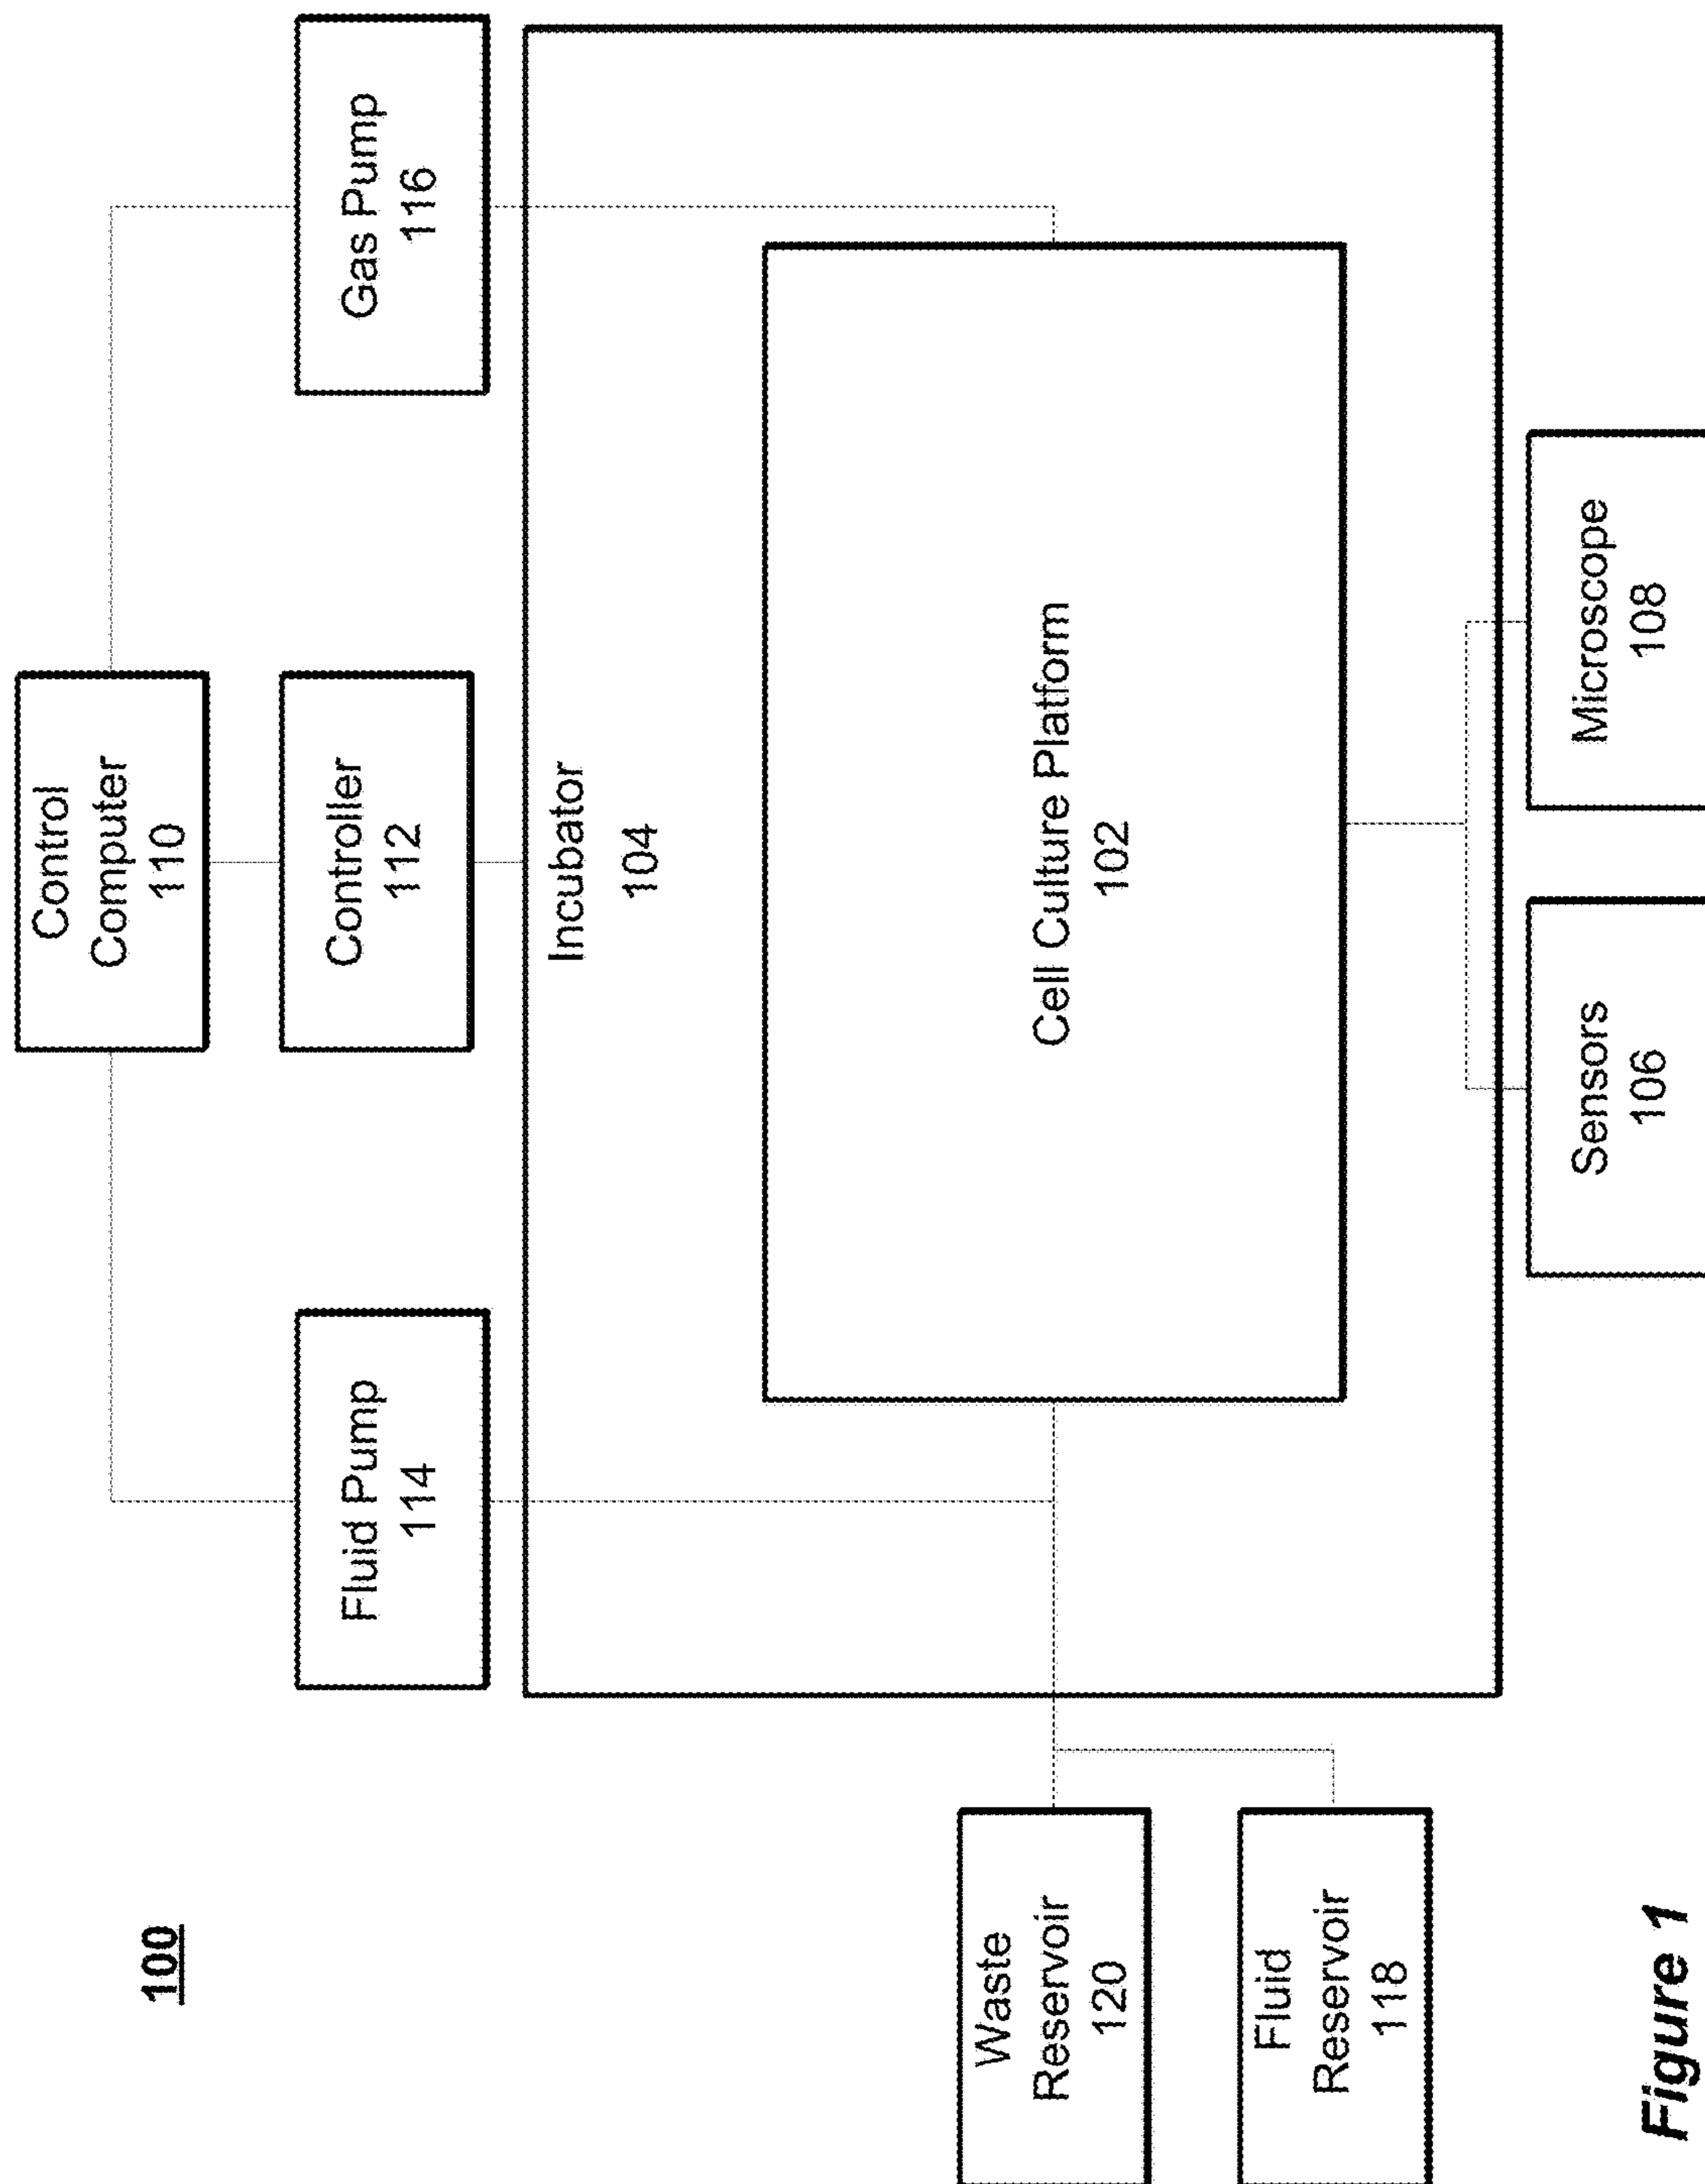 100
Control
Computer
110
Controller
112
Fluid Pump
114
Gas Pump
116
Incubator
104
Cell Culture Platform
102
Waste
Reservoir
120
Fluid
Reservoir
118
Sensors
106
Microscope
108
Figure 1